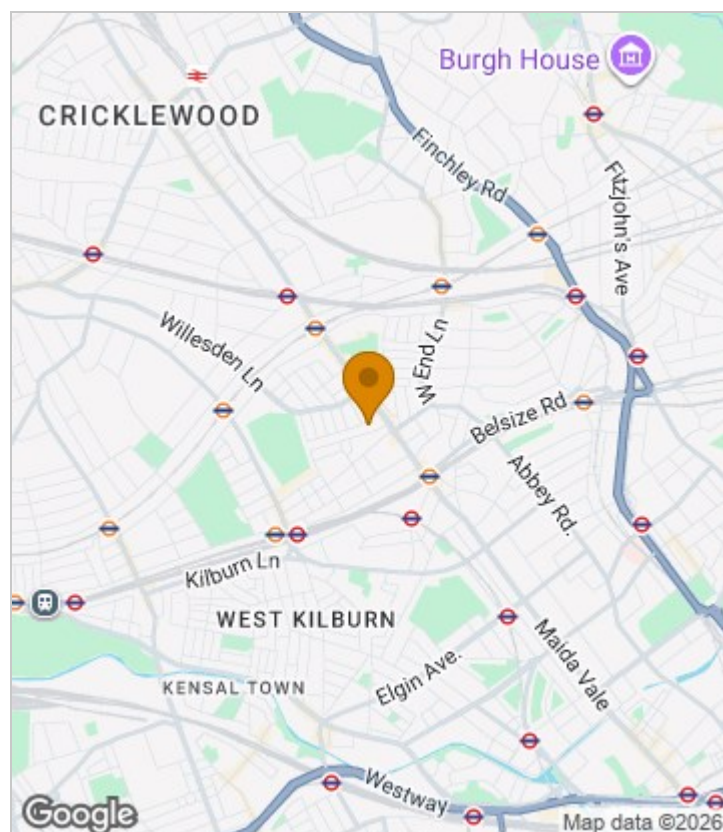 Burgh House
CRICKLEWOOD
Finchley Rd
Fitzjohn's Ave
Willesden Ln
W End Ln
Belsize Rd
Abbey Rd.
Kilburn Ln
WEST KILBURN
Maida Vale
Elgin Ave.
KENSAL TOWN
Westway
Google
Map data ©2026